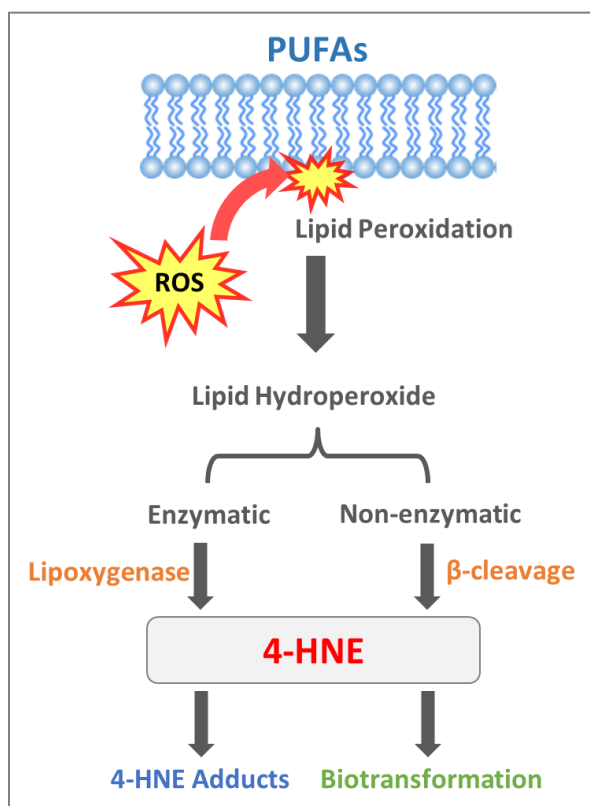 PUFAs
Lipid Peroxidation
ROS
Lipid Hydroperoxide
Enzymatic
Non-enzymatic
Lipoxygenase
β-cleavage
4-HNE
4-HNE Adducts
Biotransformation